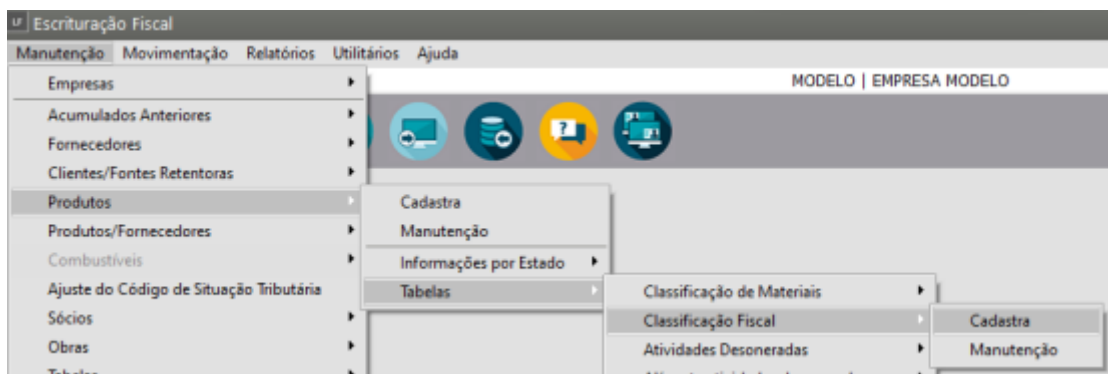 LF Escrituração Fiscal
Manutenção Movimentação Relatórios Utilitários Ajuda
Empresas
MODELO | EMPRESA MODELO
Acumulados Anteriores
Fornecedores
Clientes/Fontes Retentoras
Produtos
Cadastra
Produtos/Fornecedores
Manutenção
Combustíveis
Informações por Estado
Ajuste do Código de Situação Tributária
Tabelas
Classificação de Materiais
Sócios
Classificação Fiscal
Cadastra
Obras
Atividades Desoneradas
Manutenção
Tabelas